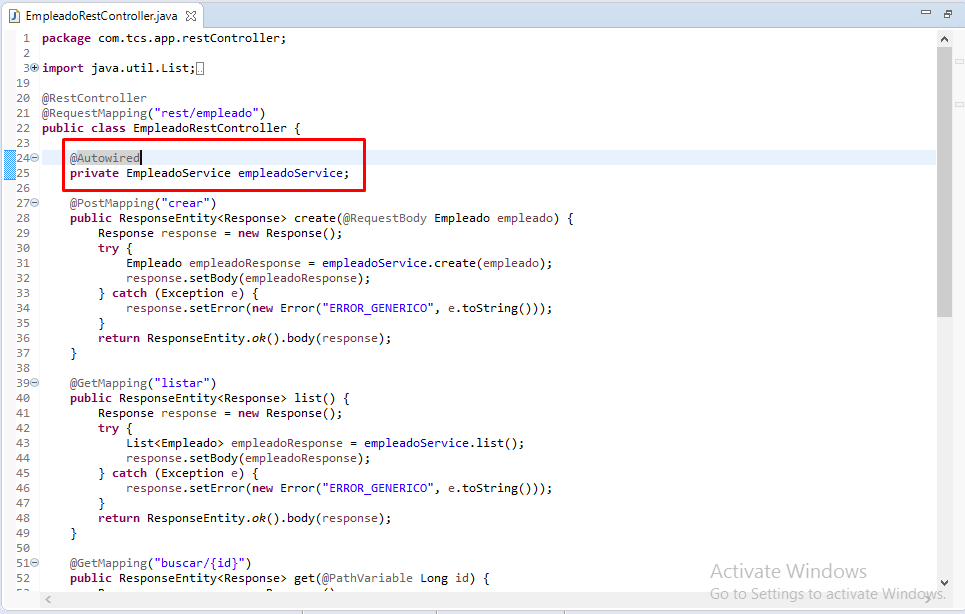 EmpleadoRestController.java
1 package com.tcs.app.restController;
2
3 import java.util.List;
19
20 @RestController
21 @RequestMapping("rest/empleado")
22 public class EmpleadoRestController {
23
24 @Autowired
25 private EmpleadoService empleadoService;
26
27 @PostMapping("crear")
28 public ResponseEntity<Response> create(@RequestBody Empleado empleado) {
29 Response response = new Response();
30 try {
31 Empleado empleadoResponse = empleadoService.create(empleado);
32 response.setBody(empleadoResponse);
33 } catch (Exception e) {
34 response.setError(new Error("ERROR_GENERICO", e.toString()));
35 }
36 return ResponseEntity.ok().body(response);
37 }
38
39 @GetMapping("listar")
40 public ResponseEntity<Response> list() {
41 Response response = new Response();
42 try {
43 List<Empleado> empleadoResponse = empleadoService.list();
44 response.setBody(empleadoResponse);
45 } catch (Exception e) {
46 response.setError(new Error("ERROR_GENERICO", e.toString()));
47 }
48 return ResponseEntity.ok().body(response);
49 }
50
51 @GetMapping("buscar/{id}")
52 public ResponseEntity<Response> get(@PathVariable Long id) {
Activate Windows
Go to Settings to activate Windows.